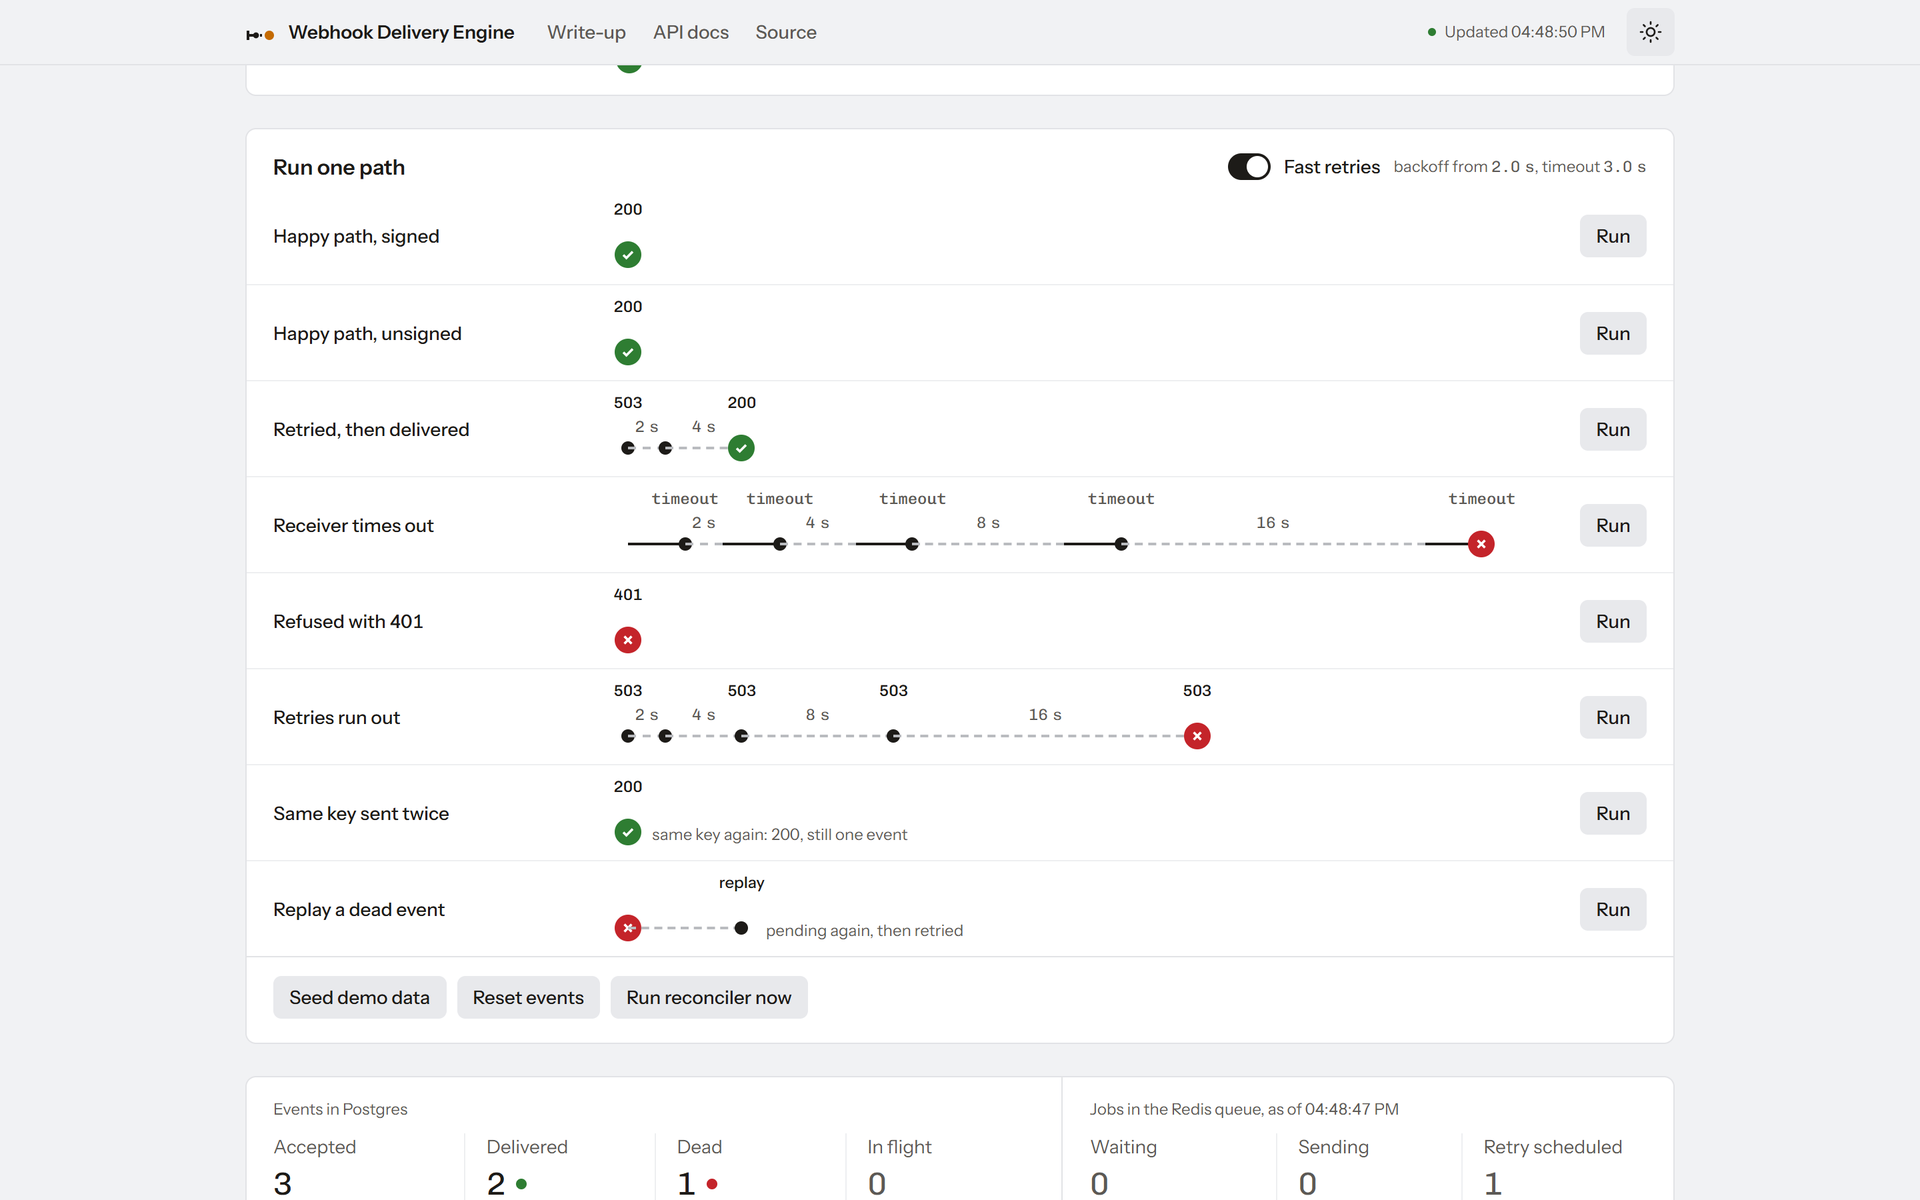 Webhook Delivery Engine Write-up API docs Source Updated 04:48:50 PM
Run one path Fast retries backoff from 2.0 s, timeout 3.0 s
200
Happy path, signed Run
200
Happy path, unsigned Run
503 200
2 s 4 s
Retried, then delivered Run
timeout timeout timeout timeout timeout
2 s 4 s 8 s 16 s
Receiver times out Run
401
Refused with 401 Run
503 503 503 503
2 s 4 s 8 s 16 s
Retries run out Run
200
Same key sent twice Run
same key again: 200, still one event
replay
Replay a dead event Run
pending again, then retried
Seed demo data Reset events Run reconciler now
Events in Postgres Jobs in the Redis queue, as of 04:48:47 PM
Accepted Delivered Dead In flight Waiting Sending Retry scheduled
3 2 1 0 0 0 1